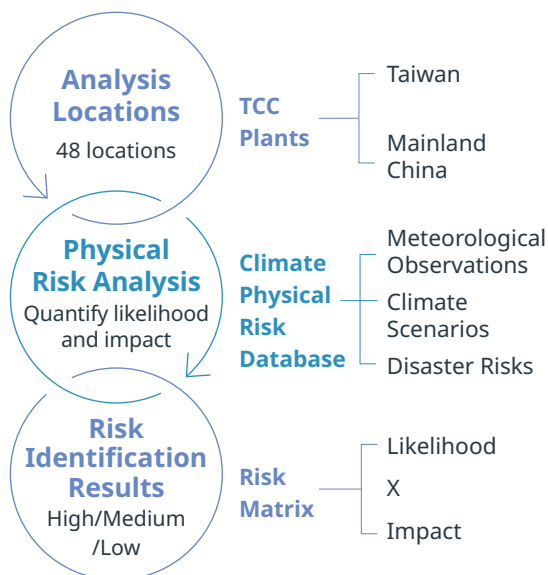 Analysis
Locations
48 locations
TCC
Plants
Taiwan
Mainland
China
Physical
Risk Analysis
Quantify likelihood
and impact
Climate
Physical
Risk
Database
Meteorological
Observations
Climate
Scenarios
Disaster Risks
Risk
Identification
Results
High/Medium
/Low
Risk
Matrix
Likelihood
X
Impact